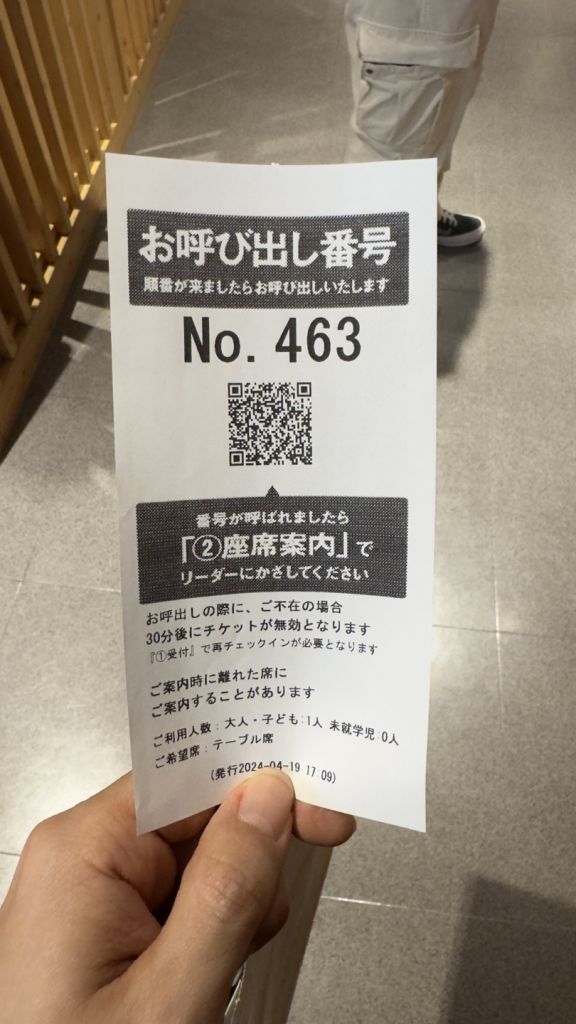 お呼び出し番号
順番が来ましたらお呼び出しいたします
No. 463
番号が呼ばれましたら
「②座席案内」で
リーダーにかざしてください
お呼出しの際に、ご不在の場合
30分後にチケットが無効となります
『①受付』で再チェックインが必要となります
ご案内時に離れた席に
ご案内することがあります
ご利用人数：大人・子ども:1人 未就学児:0人
ご希望席：テーブル席
(発行2024-04-19 17:09)